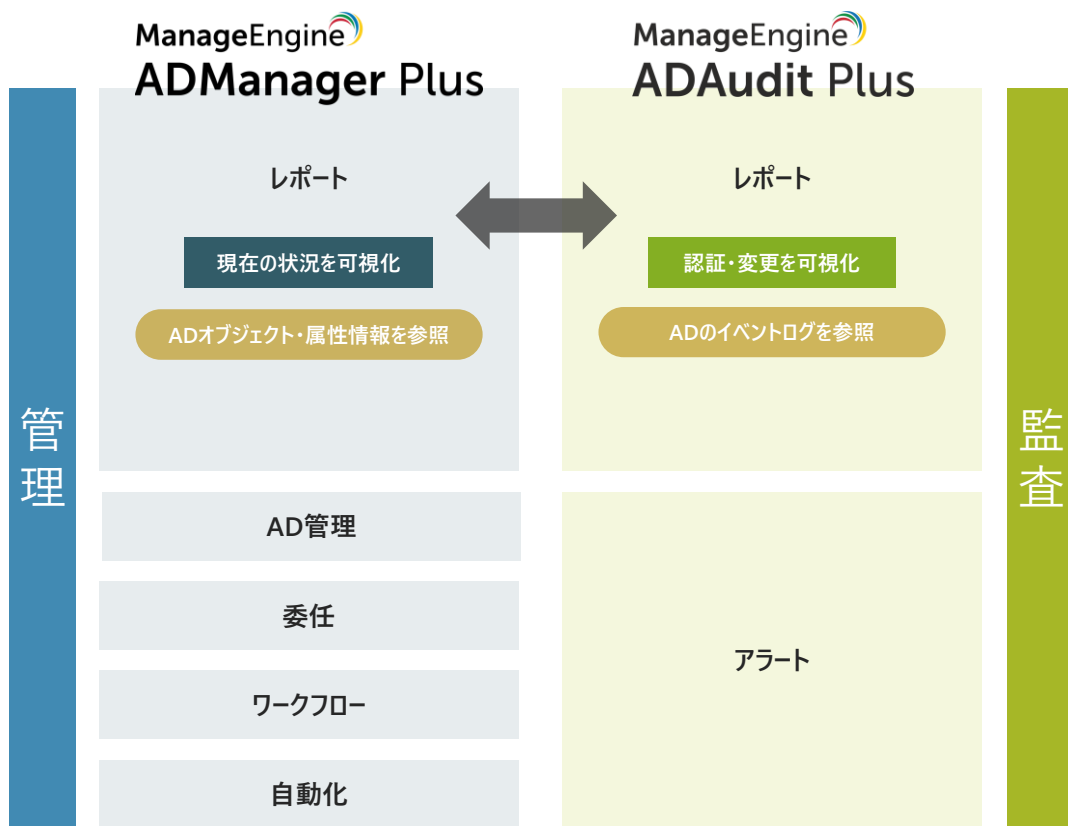 ManageEngine
ADManager Plus
ManageEngine
ADAudit Plus
管理
レポート
現在の状況を可視化
ADオブジェクト・属性情報を参照
AD管理
委任
ワークフロー
自動化
レポート
認証・変更を可視化
ADのイベントログを参照
アラート
監査